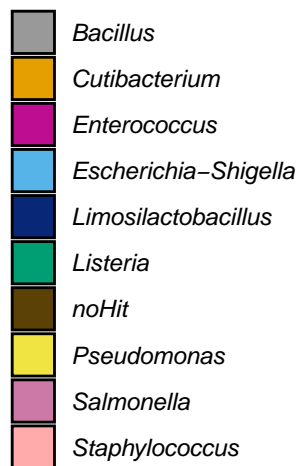 Bacillus
Cutibacterium
Enterococcus
Escherichia−Shigella
Limosilactobacillus
Listeria
noHit
Pseudomonas
Salmonella
Staphylococcus